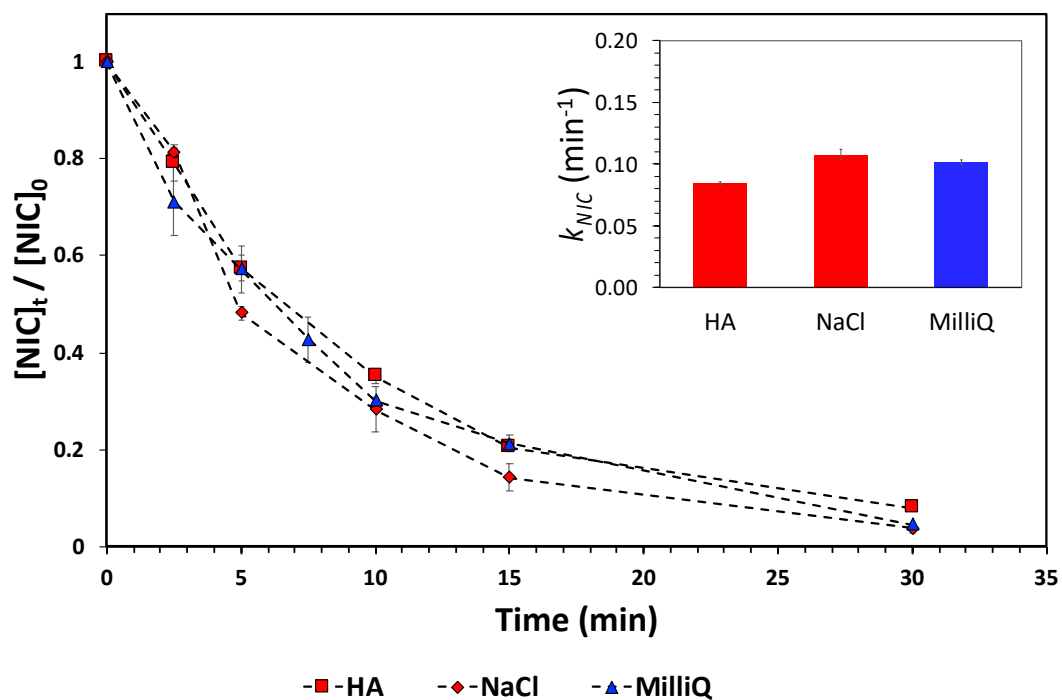 [NIC]t / [NIC]0
1
0.8
0.6
0.4
0.2
0
0 5 10 15 20 25 30 35
Time (min)
kNIC (min-1)
0.20
0.15
0.10
0.05
0.00
HA NaCl MilliQ
HA NaCl MilliQ